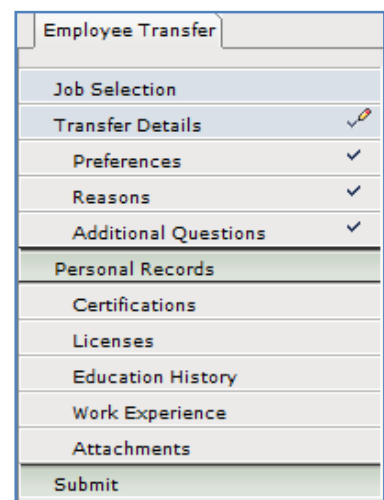 Employee Transfer
Job Selection
Transfer Details
Preferences
Reasons
Additional Questions
Personal Records
Certifications
Licenses
Education History
Work Experience
Attachments
Submit